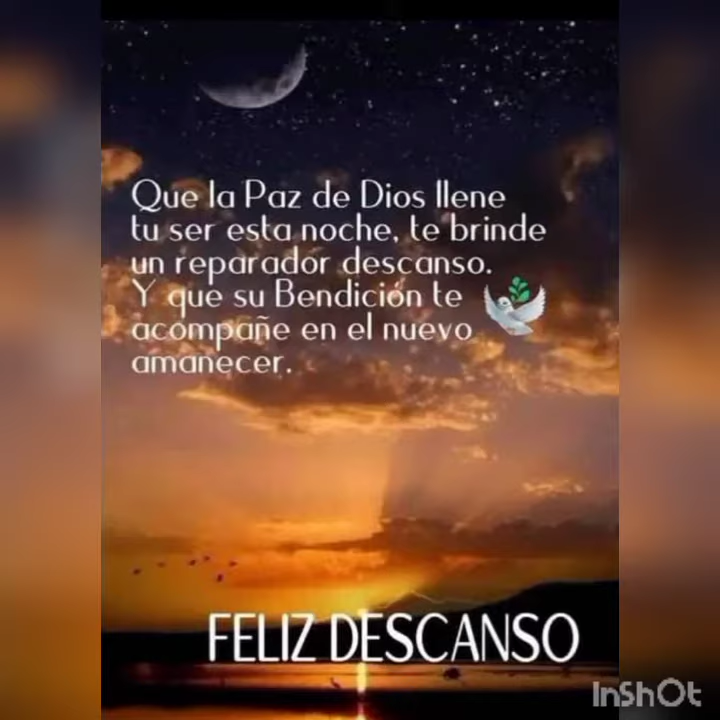 Que la Paz de Dios llene
tu ser esta noche, te brinde
un reparador descanso.
Y que su Bendición te
acompañe en el nuevo
amanecer.
FELIZ DESCANSO
InShOt